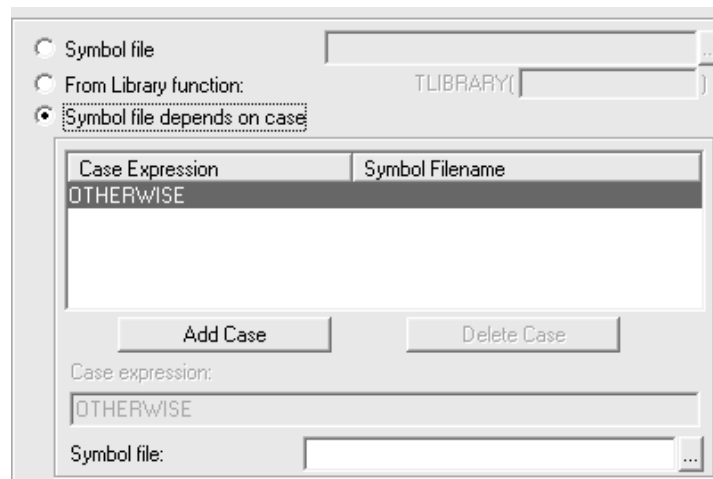 Symbol file ...
From Library function: TLIBRARY( )
Symbol file depends on case
Case Expression Symbol Filename
OTHERWISE
Add Case Delete Case
Case expression:
OTHERWISE
Symbol file: ...